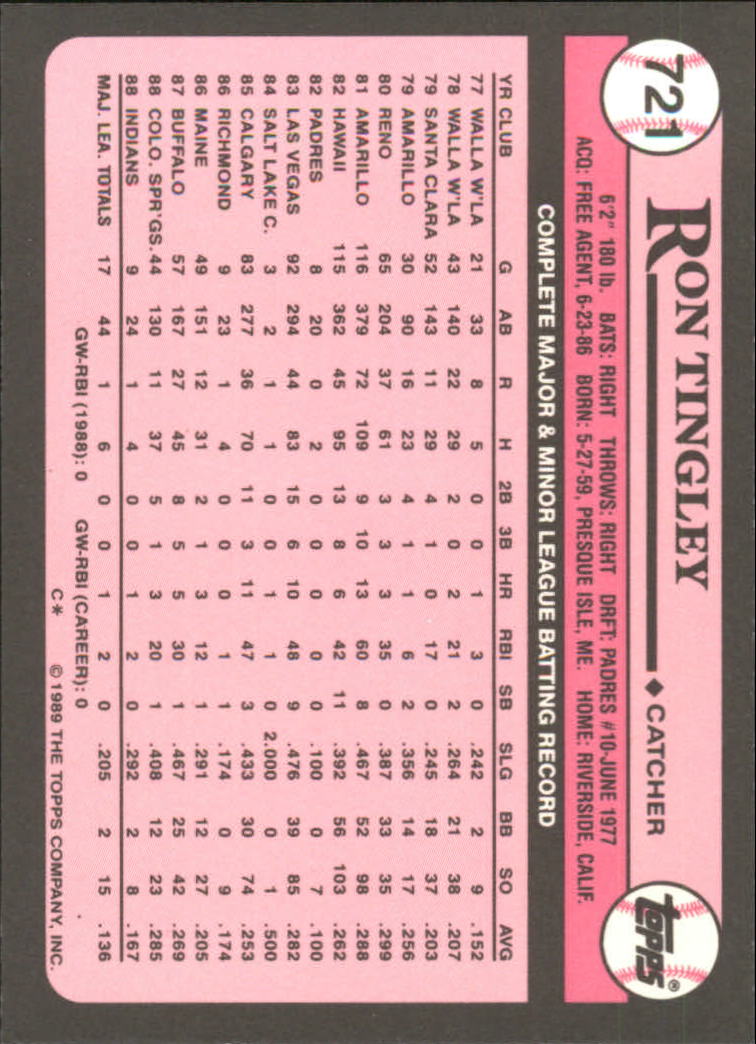 721
RON TINGLEY ◆ CATCHER
topps®
6'2" 180 lb. BATS: RIGHT THROWS: RIGHT DRFT: PADRES #10-JUNE 1977
ACQ: FREE AGENT, 6-23-86 BORN: 5-27-59, PRESQUE ISLE, ME. HOME: RIVERSIDE, CALIF.
COMPLETE MAJOR & MINOR LEAGUE BATTING RECORD
YR CLUB G AB R H 2B 3B HR RBI SB SLG BB SO AVG
77 WALLA W'LA 21 33 8 5 0 0 1 3 0 .242 2 9 .152
78 WALLA W'LA 43 140 22 29 2 0 2 21 2 .264 21 38 .207
79 SANTA CLARA 52 143 11 29 4 1 0 17 0 .245 18 37 .203
79 AMARILLO 30 90 16 23 4 1 1 6 2 .356 14 17 .256
80 RENO 65 204 37 61 3 3 3 35 0 .387 33 35 .299
81 AMARILLO 116 379 72 109 9 10 13 60 8 .467 52 98 .288
82 HAWAII 115 362 45 95 13 8 6 42 11 .392 56 103 .262
82 PADRES 8 20 0 2 0 0 0 0 0 .100 0 7 .100
83 LAS VEGAS 92 294 44 83 15 6 10 48 9 .476 39 85 .282
84 SALT LAKE C. 3 2 1 1 0 0 1 1 0 2.000 0 1 .500
85 CALGARY 83 277 36 70 11 3 11 47 3 .433 30 74 .253
86 RICHMOND 9 23 1 4 0 0 0 1 1 .174 0 9 .174
86 MAINE 49 151 12 31 2 1 3 12 1 .291 12 27 .205
87 BUFFALO 57 167 27 45 8 5 5 30 1 .467 25 42 .269
88 COLO. SPR'GS. 44 130 11 37 5 1 3 20 1 .408 12 23 .285
88 INDIANS 9 24 1 4 0 0 1 2 0 .292 2 8 .167
MAJ. LEA. TOTALS 17 44 1 6 0 0 1 2 0 .205 2 15 .136
GW-RBI (1988): 0 GW-RBI (CAREER): 0
C* © 1989 THE TOPPS COMPANY, INC.